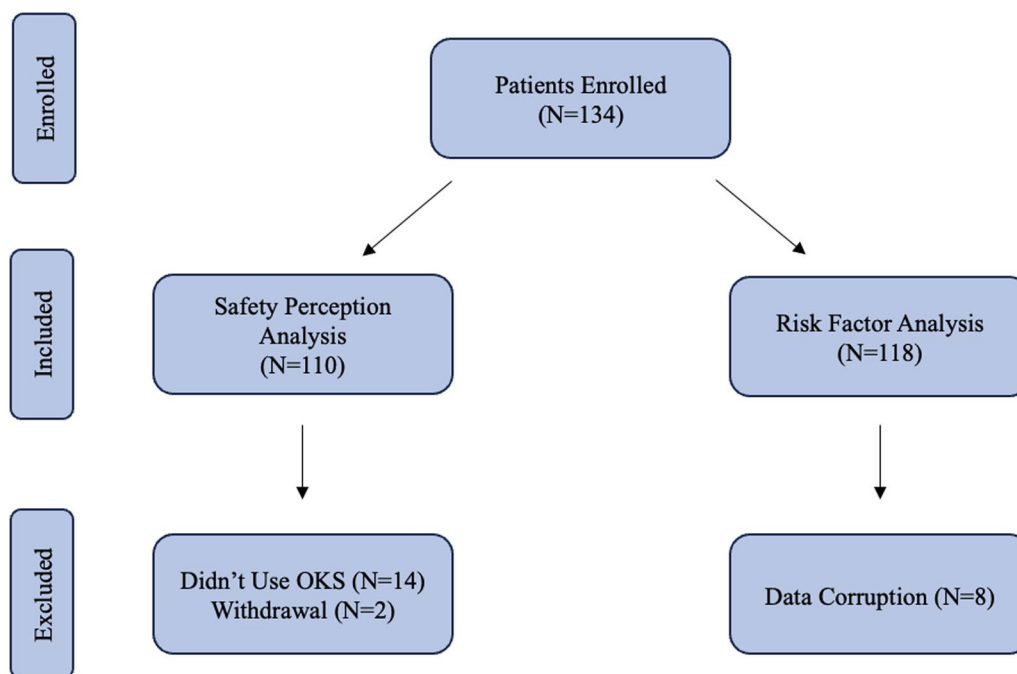 Enrolled
Patients Enrolled
(N=134)
Included
Safety Perception
Analysis
(N=110)
Risk Factor Analysis
(N=118)
Excluded
Didn’t Use OKS (N=14)
Withdrawal (N=2)
Data Corruption (N=8)